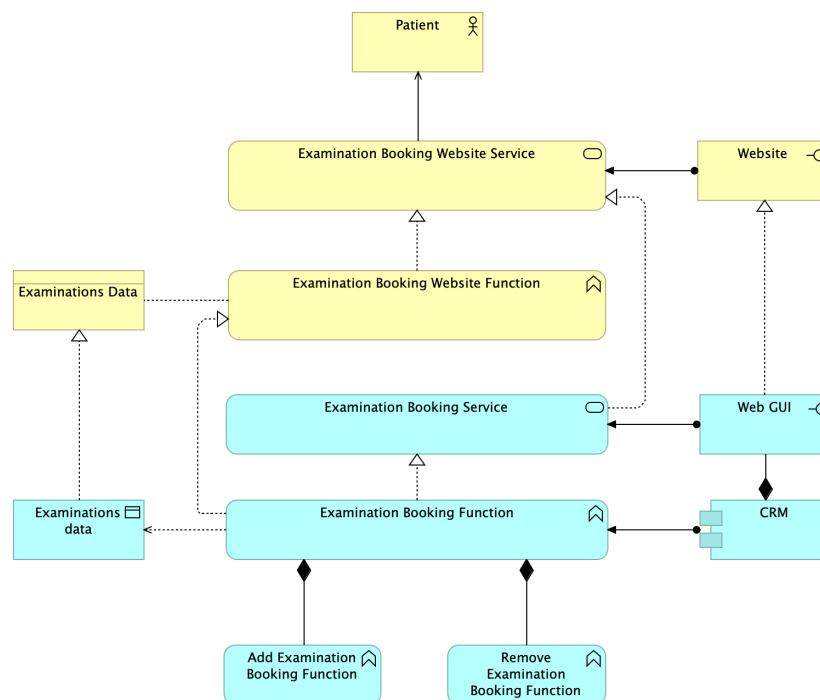 Patient
Examination Booking Website Service
Website
Examination Booking Website Function
Examinations Data
Examination Booking Service
Web GUI
Examinations
data
Examination Booking Function
CRM
Add Examination
Booking Function
Remove
Examination
Booking Function